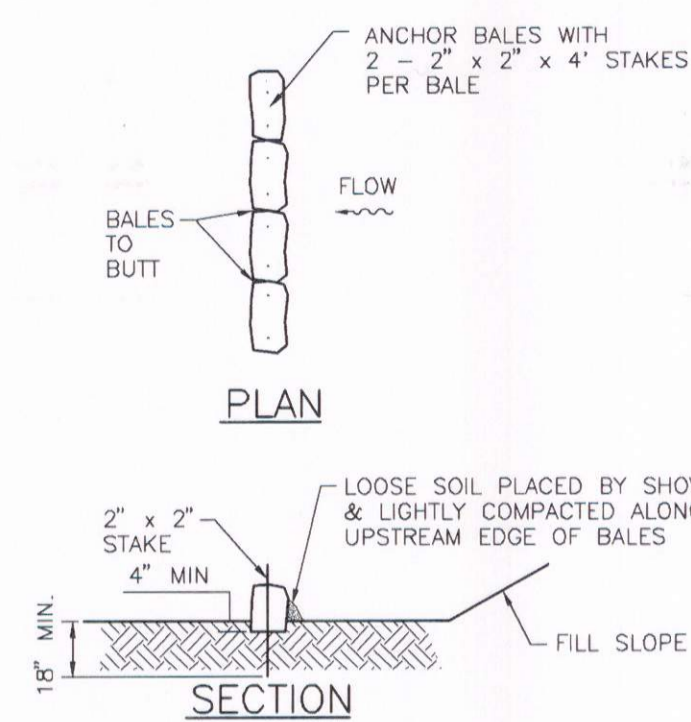 ANCHOR BALES WITH
2 - 2" x 2" x 4' STAKES
PER BALE
FLOW
BALES
TO
BUTT
PLAN
LOOSE SOIL PLACED BY
& LIGHTLY COMPACTED
UPSTREAM EDGE OF BALES
2" x 2"
STAKE
4" MIN
18" MIN.
FILL SLOPE
SECTION